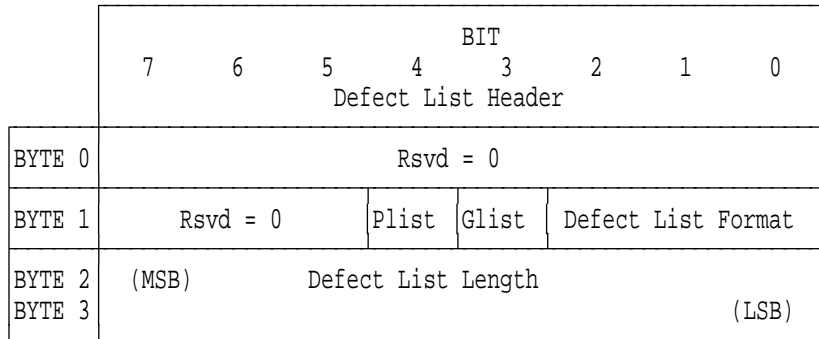 BIT
7 6 5 4 3 2 1 0
Defect List Header
BYTE 0 Rsvd = 0
BYTE 1 Rsvd = 0 Plist Glist Defect List Format
BYTE 2 (MSB) Defect List Length
BYTE 3 (LSB)